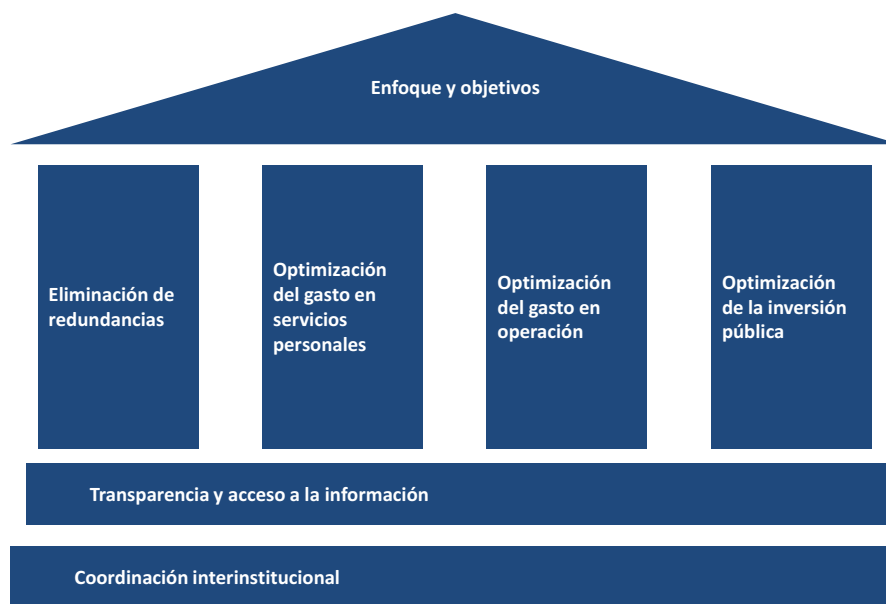 Enfoque y objetivos
Eliminación de
redundancias
Optimización
del gasto en
servicios
personales
Optimización
del gasto en
operación
Optimización
de la inversión
pública
Transparencia y acceso a la información
Coordinación interinstitucional